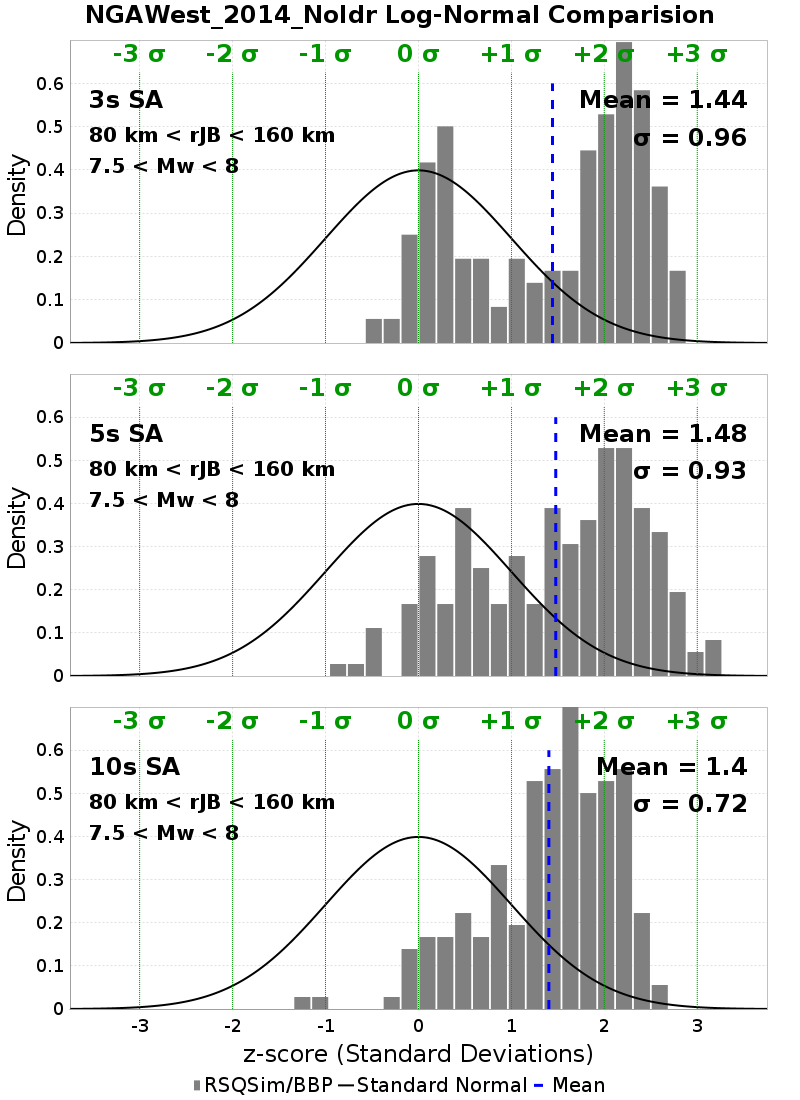 NGAWest_2014_NoIdr Log-Normal Comparision
-3 σ -2 σ -1 σ 0 σ +1 σ +2 σ +3 σ
3s SA
80 km < rJB < 160 km
7.5 < Mw < 8
Mean = 1.44
σ = 0.96
Density
0.6
0.5
0.4
0.3
0.2
0.1
0
-3 σ -2 σ -1 σ 0 σ +1 σ +2 σ +3 σ
5s SA
80 km < rJB < 160 km
7.5 < Mw < 8
Mean = 1.48
σ = 0.93
Density
0.6
0.5
0.4
0.3
0.2
0.1
0
-3 σ -2 σ -1 σ 0 σ +1 σ +2 σ +3 σ
10s SA
80 km < rJB < 160 km
7.5 < Mw < 8
Mean = 1.4
σ = 0.72
Density
0.6
0.5
0.4
0.3
0.2
0.1
0
-3 -2 -1 0 1 2 3
z-score (Standard Deviations)
RSQSim/BBP Standard Normal Mean